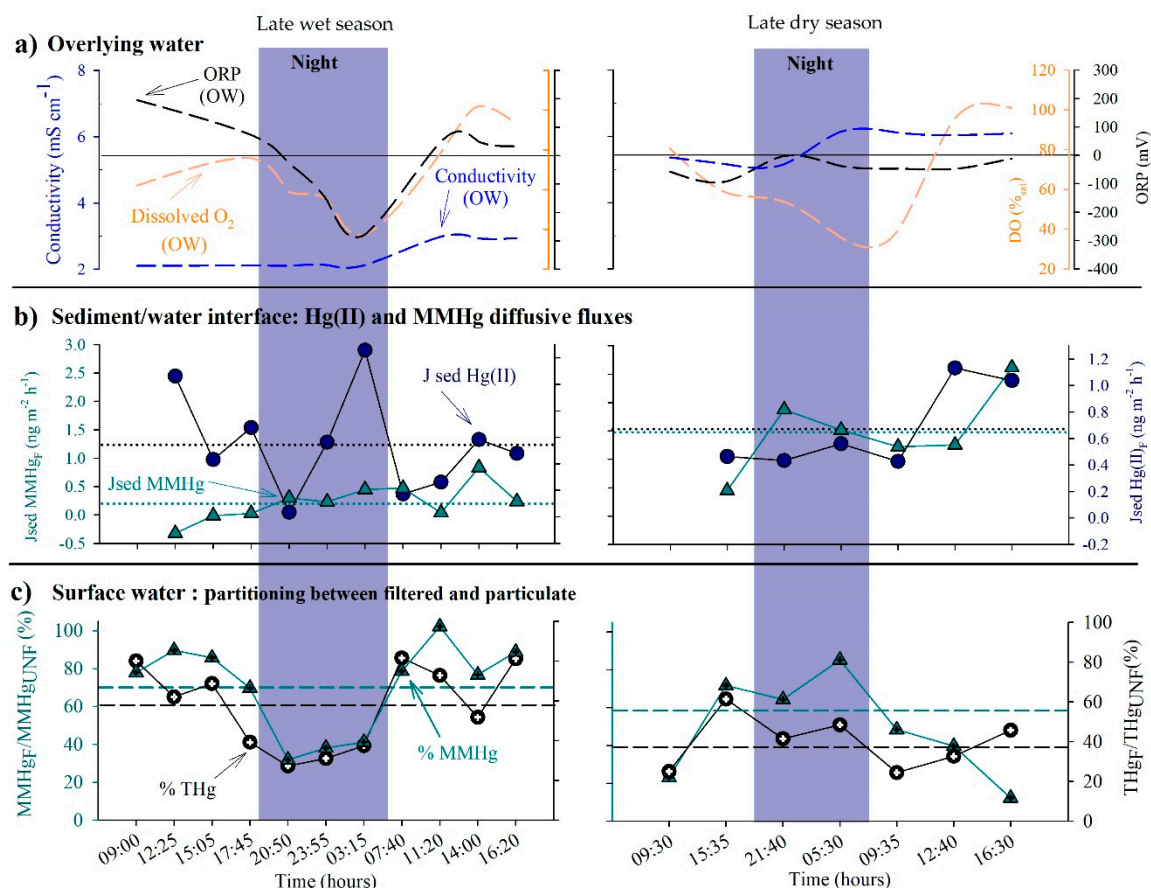 Late wet season
Late dry season
a) Overlying water
Night
Night
8
6
4
2
Conductivity (mS cm-1)
ORP
(OW)
Dissolved O2
(OW)
Conductivity
(OW)
120
100
80
60
40
20
DO (%sat)
300
200
100
0
-100
-200
-300
-400
ORP (mV)
b) Sediment/water interface: Hg(II) and MMHg diffusive fluxes
3.0
2.5
2.0
1.5
1.0
0.5
0.0
-0.5
Jsed MMHgF (ng m-2 h-1)
J sed Hg(II)
Jsed MMHg
1.2
1.0
0.8
0.6
0.4
0.2
0.0
-0.2
Jsed Hg(II)F (ng m-2 h-1)
c) Surface water : partitioning between filtered and particulate
100
80
60
40
20
0
MMHgF/MMHgUNF (%)
% MMHg
% THg
100
80
60
40
20
0
THgF/THgUNF(%)
09:00
12:25
15:05
17:45
20:50
23:55
03:15
07:40
11:20
14:00
16:20
Time (hours)
09:30
15:35
21:40
05:30
09:35
12:40
16:30
Time (hours)